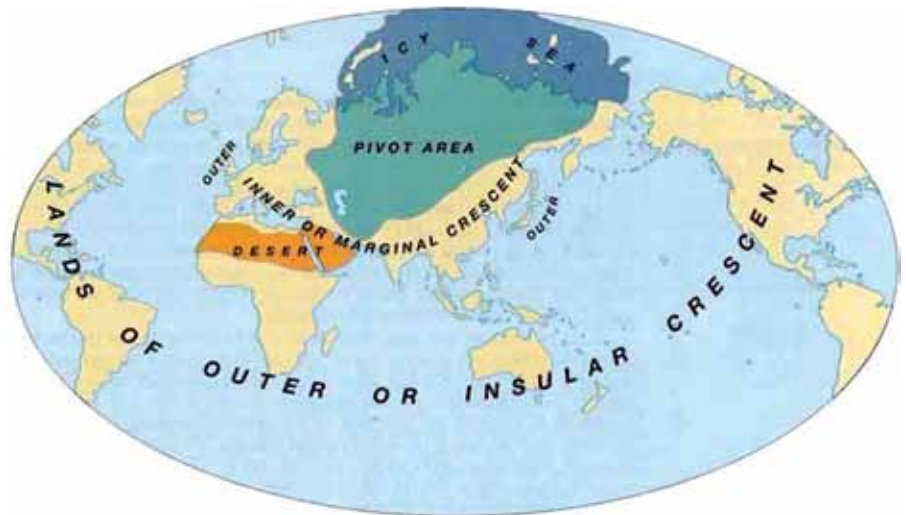 ICY SEA
PIVOT AREA
OUTER
INNER OR MARGINAL CRESCENT
OUTER
DESERT
LANDS OF OUTER OR INSULAR CRESCENT